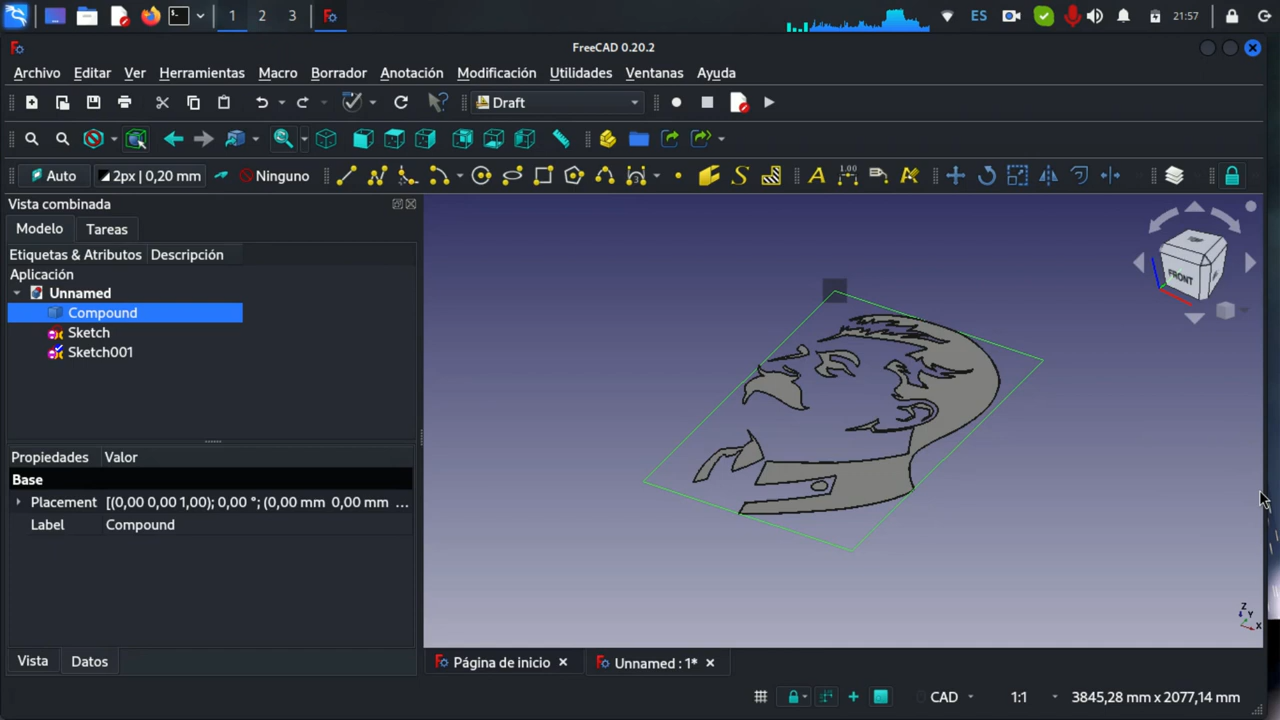 1 2 3 ES 21:57
FreeCAD 0.20.2
Archivo Editar Ver Herramientas Macro Borrador Anotación Modificación Utilidades Ventanas Ayuda
Draft
Auto 2px | 0,20 mm Ninguno
Vista combinada
Modelo Tareas
Etiquetas & Atributos Descripción
Aplicación
Unnamed
Compound
Sketch
Sketch001
FRONT
Propiedades Valor
Base
Placement [(0,00 0,00 1,00); 0,00 °; (0,00 mm 0,00 mm ...
Label Compound
Z
Y
X
Vista Datos
Página de inicio Unnamed : 1*
CAD 1:1 3845,28 mm x 2077,14 mm